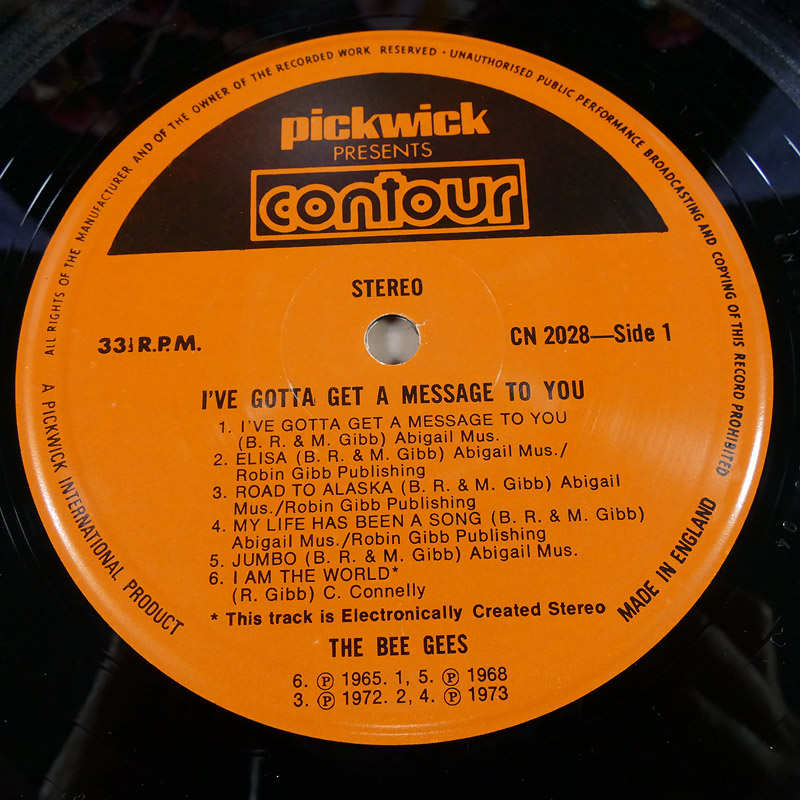 ALL RIGHTS OF THE MANUFACTURER AND OF THE OWNER OF THE RECORDED WORK RESERVED · UNAUTHORISED PUBLIC PERFORMANCE BROADCASTING AND COPYING OF THIS RECORD PROHIBITED
pickwick
PRESENTS
contour
STEREO
33⅓ R.P.M.
CN 2028—Side 1
I'VE GOTTA GET A MESSAGE TO YOU
1. I'VE GOTTA GET A MESSAGE TO YOU
(B. R. & M. Gibb) Abigail Mus.
2. ELISA (B. R. & M. Gibb) Abigail Mus./
Robin Gibb Publishing
3. ROAD TO ALASKA (B. R. & M. Gibb) Abigail
Mus./Robin Gibb Publishing
4. MY LIFE HAS BEEN A SONG (B. R. & M. Gibb)
Abigail Mus./Robin Gibb Publishing
5. JUMBO (B. R. & M. Gibb) Abigail Mus.
6. I AM THE WORLD*
(R. Gibb) C. Connelly
* This track is Electronically Created Stereo
THE BEE GEES
6. ℗ 1965. 1, 5. ℗ 1968
3. ℗ 1972. 2, 4. ℗ 1973
A PICKWICK INTERNATIONAL PRODUCT
MADE IN ENGLAND